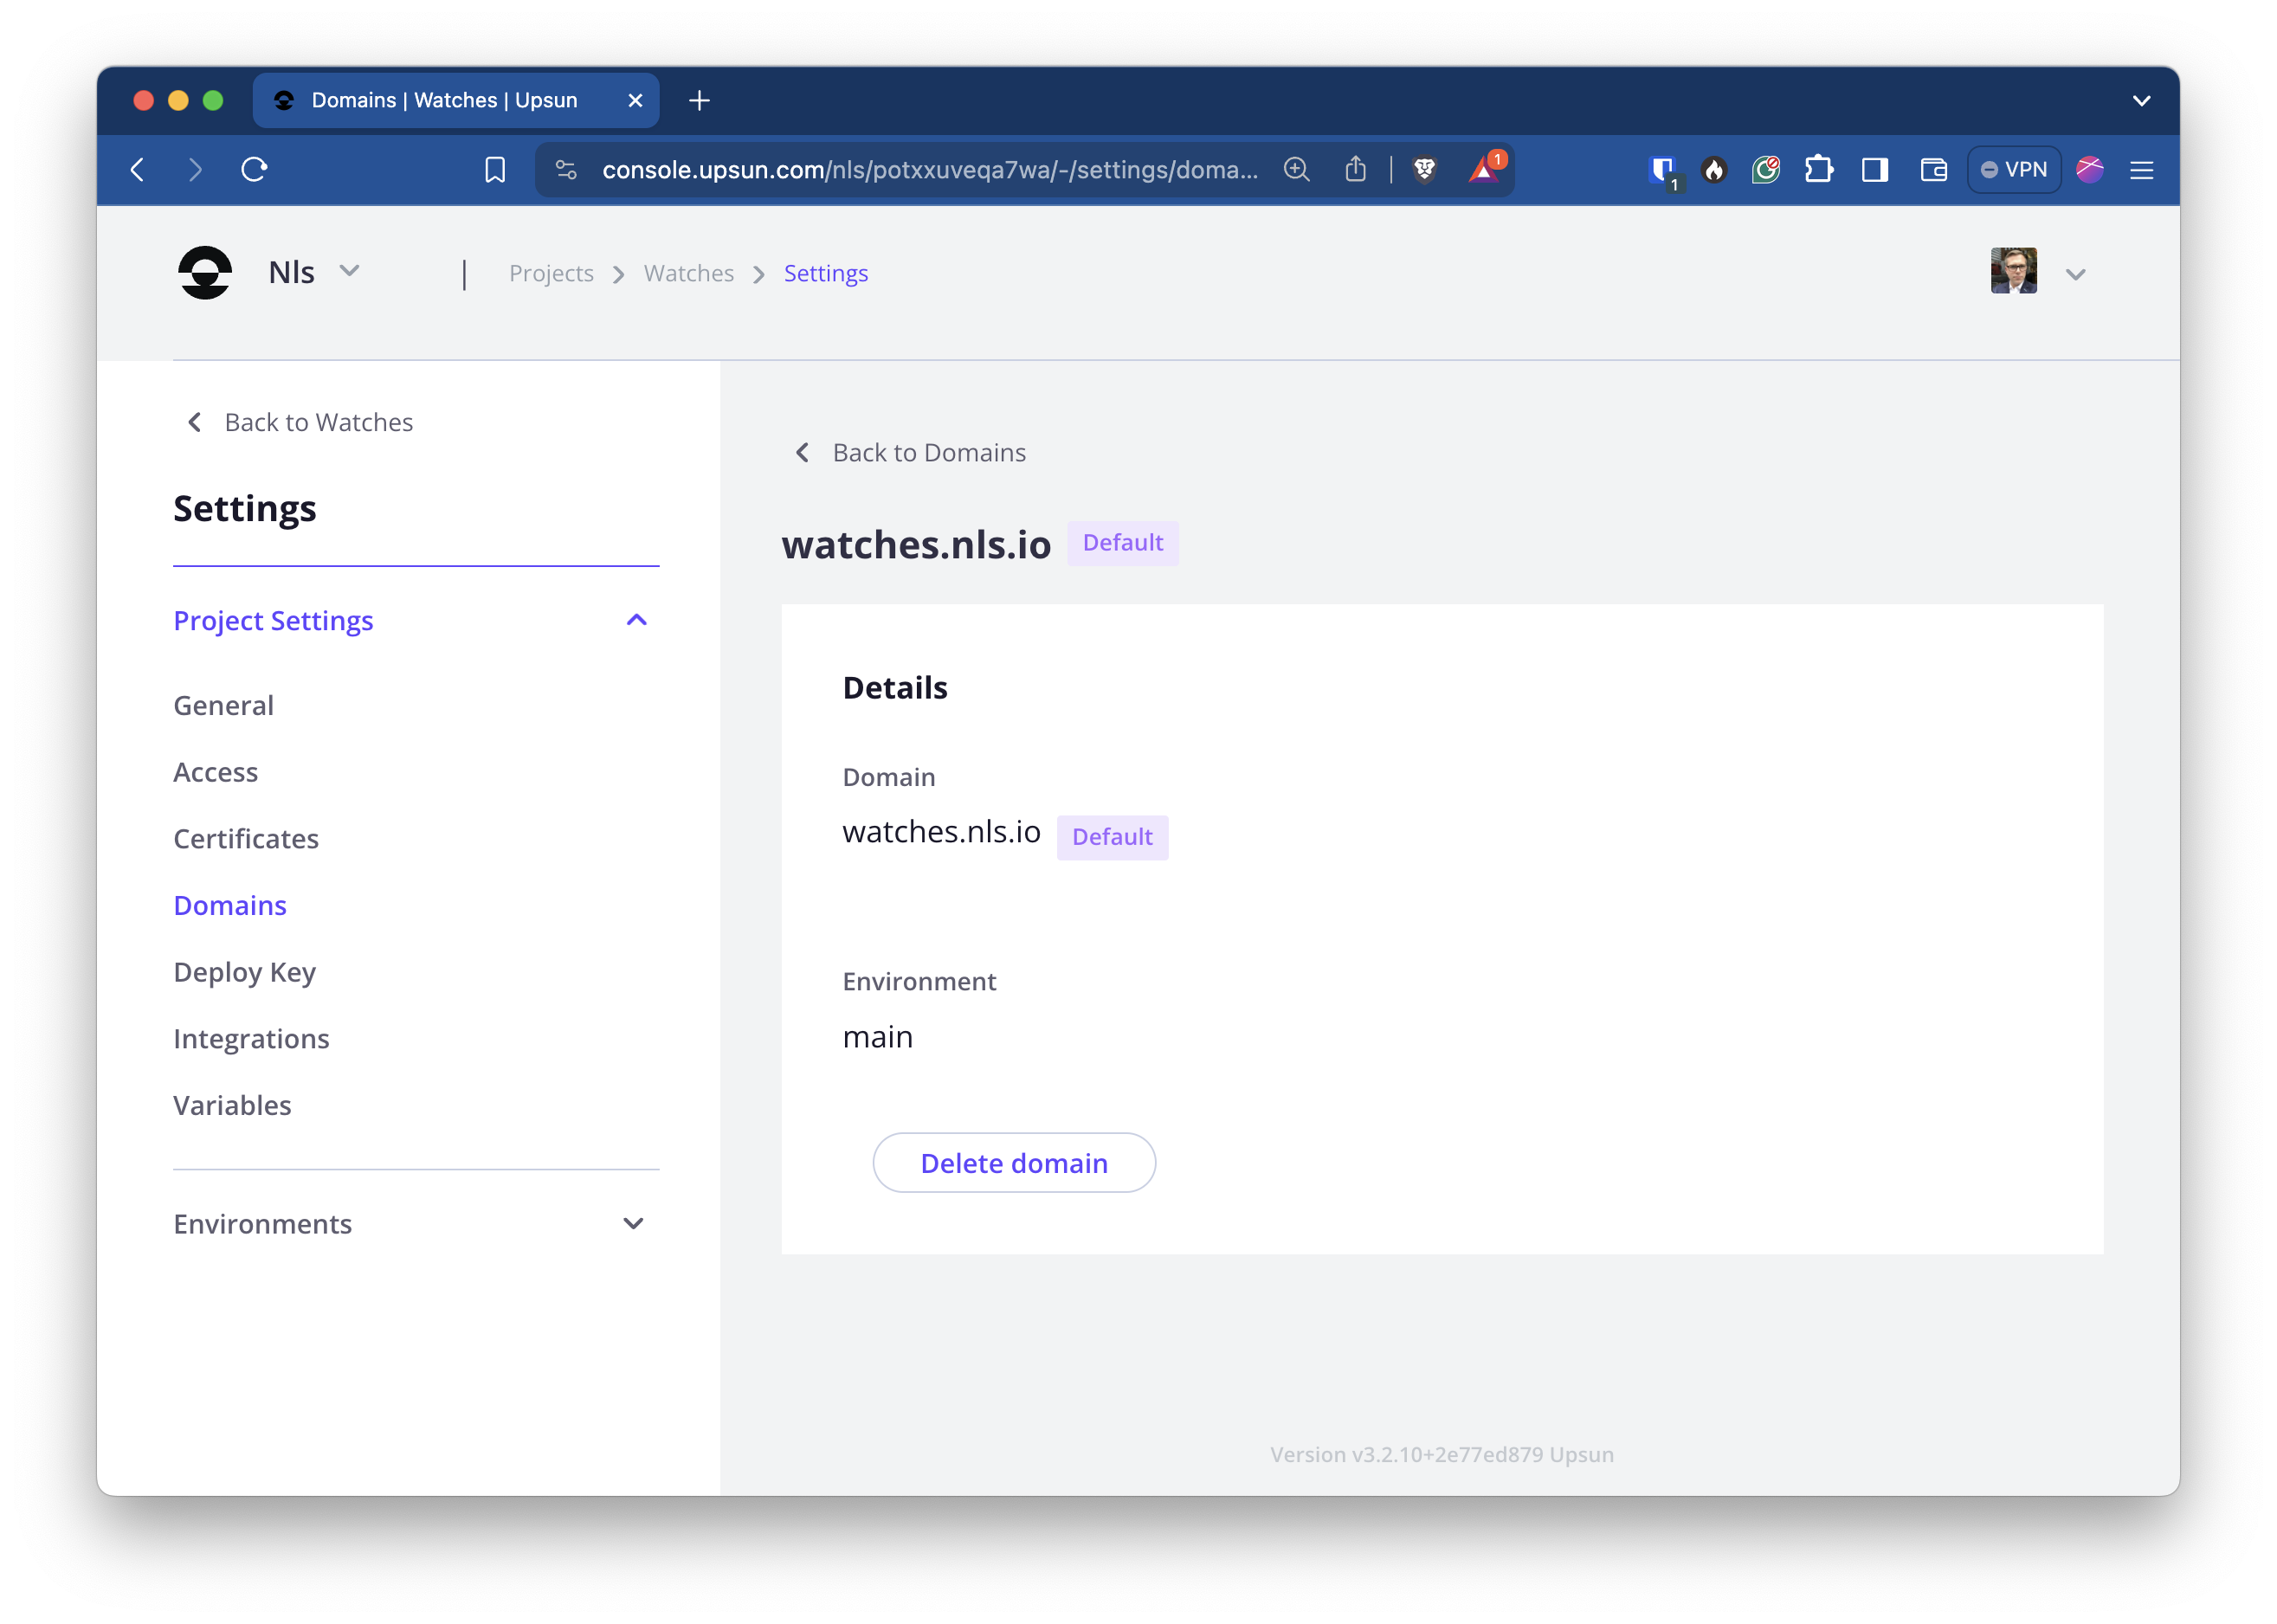 Domains | Watches | Upsun
console.upsun.com/nls/potxxuveqa7wa/-/settings/doma...
1
1
VPN
Nls
Projects > Watches > Settings
Back to Watches
Settings
Project Settings
General
Access
Certificates
Domains
Deploy Key
Integrations
Variables
Environments
Back to Domains
watches.nls.io Default
Details
Domain
watches.nls.io Default
Environment
main
Delete domain
Version v3.2.10+2e77ed879 Upsun